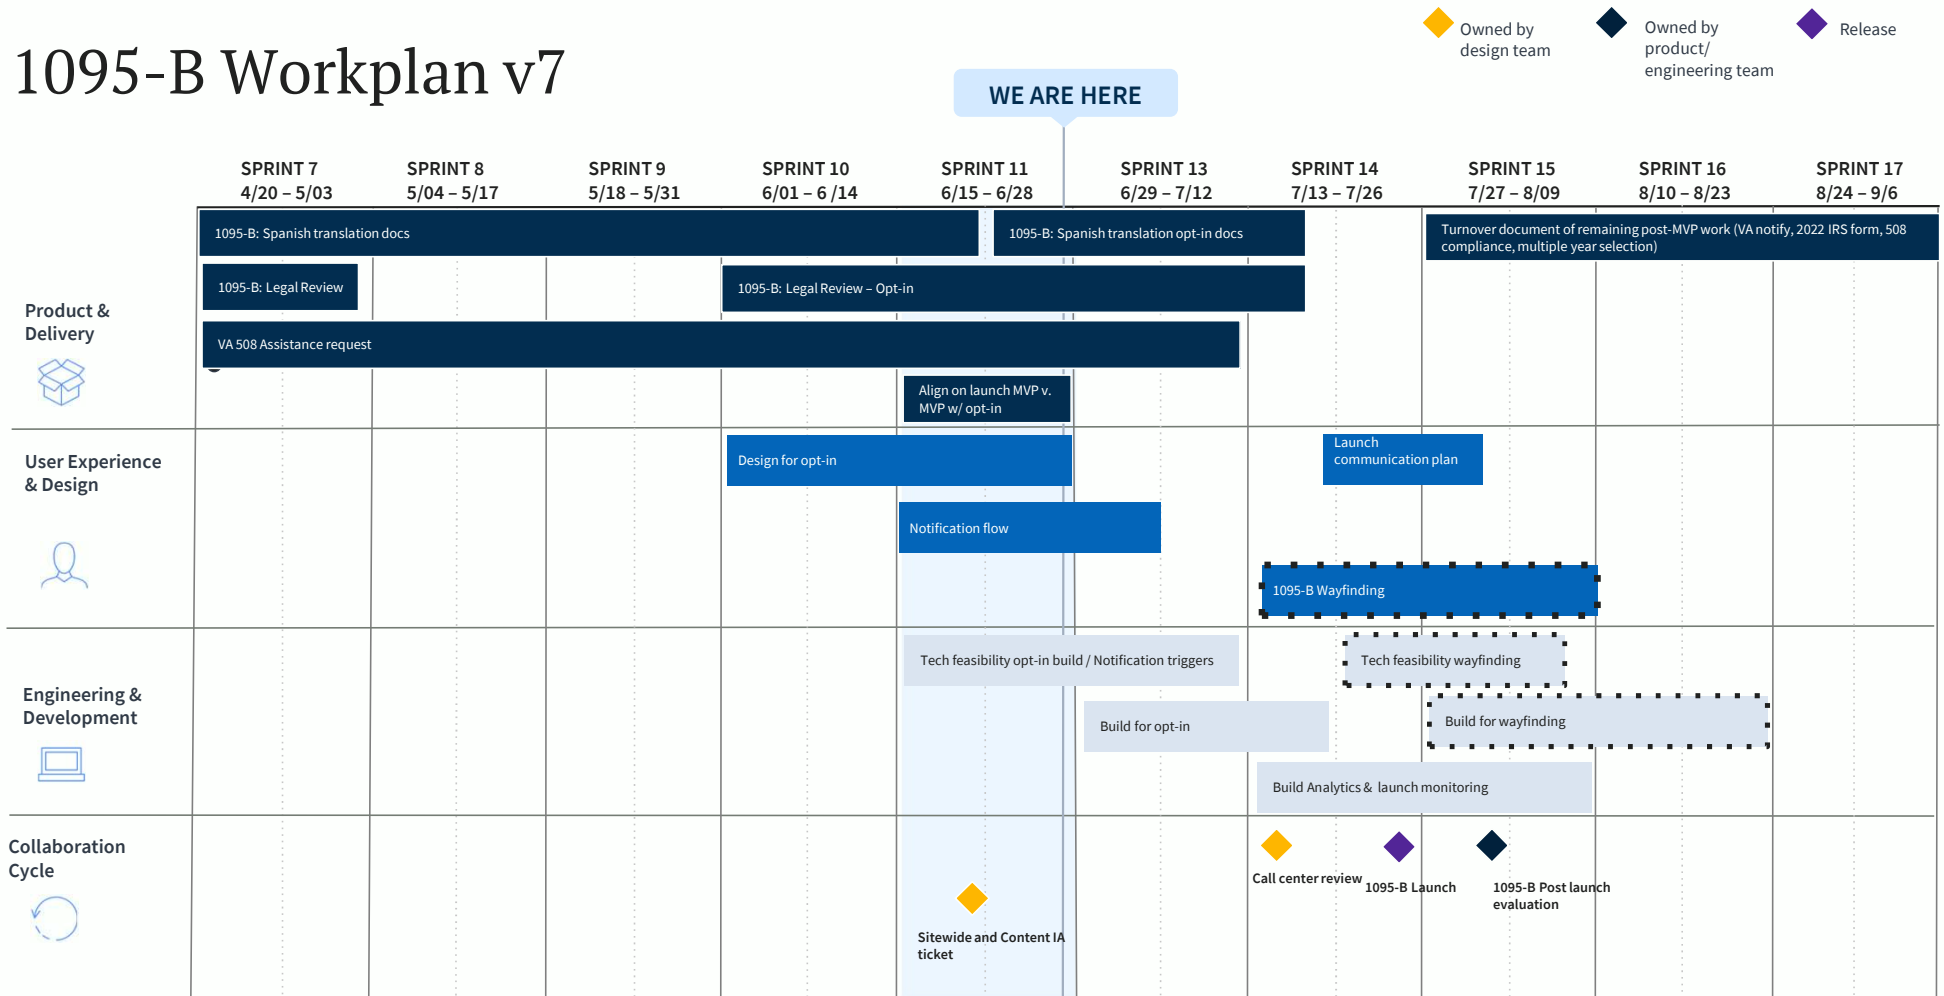 1095-B Workplan v7
Owned by
design team
Owned by
product/
engineering team
Release
WE ARE HERE
SPRINT 7
4/20 – 5/03
SPRINT 8
5/04 – 5/17
SPRINT 9
5/18 – 5/31
SPRINT 10
6/01 – 6 /14
SPRINT 11
6/15 – 6/28
SPRINT 13
6/29 – 7/12
SPRINT 14
7/13 – 7/26
SPRINT 15
7/27 – 8/09
SPRINT 16
8/10 – 8/23
SPRINT 17
8/24 – 9/6
Product &
Delivery
1095-B: Spanish translation docs
1095-B: Spanish translation opt-in docs
Turnover document of remaining post-MVP work (VA notify, 2022 IRS form, 508
compliance, multiple year selection)
1095-B: Legal Review
1095-B: Legal Review – Opt-in
VA 508 Assistance request
Align on launch MVP v.
MVP w/ opt-in
User Experience
& Design
Design for opt-in
Launch
communication plan
Notification flow
1095-B Wayfinding
Engineering &
Development
Tech feasibility opt-in build / Notification triggers
Tech feasibility wayfinding
Build for opt-in
Build for wayfinding
Build Analytics & launch monitoring
Collaboration
Cycle
Call center review
1095-B Launch
1095-B Post launch
evaluation
Sitewide and Content IA
ticket